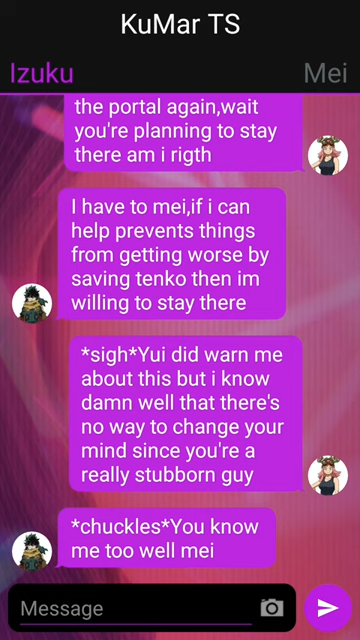 KuMar TS
Izuku
Mei
the portal again,wait
you're planning to stay
there am i rigth
I have to mei,if i can
help prevents things
from getting worse by
saving tenko then im
willing to stay there
*sigh*Yui did warn me
about this but i know
damn well that there's
no way to change your
mind since you're a
really stubborn guy
*chuckles*You know
me too well mei
Message